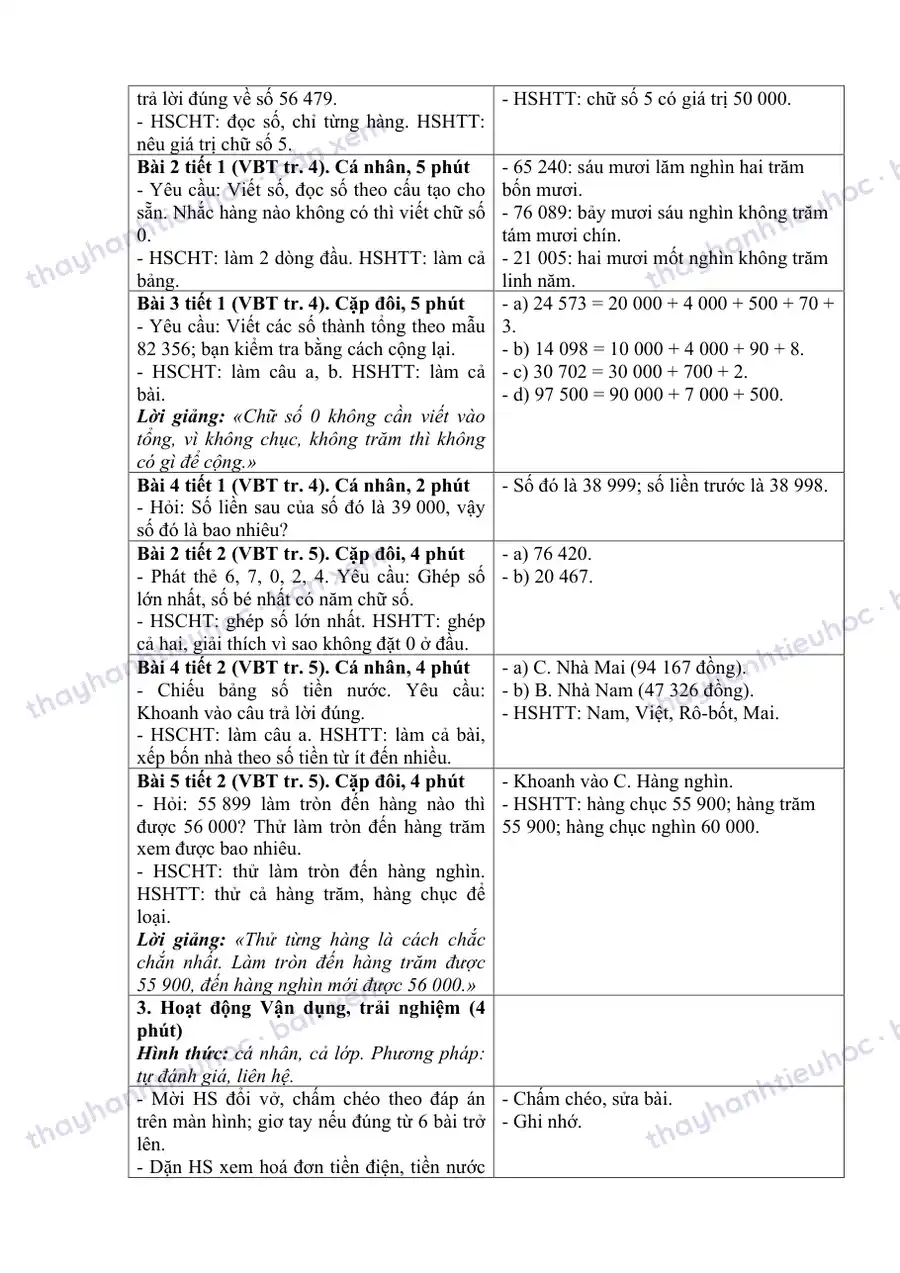 trả lời đúng về số 56 479.
- HSCHT: đọc số, chỉ từng hàng. HSHTT:
nêu giá trị chữ số 5.
- HSHTT: chữ số 5 có giá trị 50 000.
Bài 2 tiết 1 (VBT tr. 4). Cá nhân, 5 phút
- Yêu cầu: Viết số, đọc số theo cấu tạo cho
sẵn. Nhắc hàng nào không có thì viết chữ số
0.
- HSCHT: làm 2 dòng đầu. HSHTT: làm cả
bảng.
- 65 240: sáu mươi lăm nghìn hai trăm
bốn mươi.
- 76 089: bảy mươi sáu nghìn không trăm
tám mươi chín.
- 21 005: hai mươi mốt nghìn không trăm
linh năm.
Bài 3 tiết 1 (VBT tr. 4). Cặp đôi, 5 phút
- Yêu cầu: Viết các số thành tổng theo mẫu
82 356; bạn kiểm tra bằng cách cộng lại.
- HSCHT: làm câu a, b. HSHTT: làm cả
bài.
Lời giảng: «Chữ số 0 không cần viết vào
tổng, vì không chục, không trăm thì không
có gì để cộng.»
- a) 24 573 = 20 000 + 4 000 + 500 + 70 +
3.
- b) 14 098 = 10 000 + 4 000 + 90 + 8.
- c) 30 702 = 30 000 + 700 + 2.
- d) 97 500 = 90 000 + 7 000 + 500.
Bài 4 tiết 1 (VBT tr. 4). Cá nhân, 2 phút
- Hỏi: Số liền sau của số đó là 39 000, vậy
số đó là bao nhiêu?
- Số đó là 38 999; số liền trước là 38 998.
Bài 2 tiết 2 (VBT tr. 5). Cặp đôi, 4 phút
- Phát thẻ 6, 7, 0, 2, 4. Yêu cầu: Ghép số
lớn nhất, số bé nhất có năm chữ số.
- HSCHT: ghép số lớn nhất. HSHTT: ghép
cả hai, giải thích vì sao không đặt 0 ở đầu.
- a) 76 420.
- b) 20 467.
Bài 4 tiết 2 (VBT tr. 5). Cá nhân, 4 phút
- Chiếu bảng số tiền nước. Yêu cầu:
Khoanh vào câu trả lời đúng.
- HSCHT: làm câu a. HSHTT: làm cả bài,
xếp bốn nhà theo số tiền từ ít đến nhiều.
- a) C. Nhà Mai (94 167 đồng).
- b) B. Nhà Nam (47 326 đồng).
- HSHTT: Nam, Việt, Rô-bốt, Mai.
Bài 5 tiết 2 (VBT tr. 5). Cặp đôi, 4 phút
- Hỏi: 55 899 làm tròn đến hàng nào thì
được 56 000? Thử làm tròn đến hàng trăm
xem được bao nhiêu.
- HSCHT: thử làm tròn đến hàng nghìn.
HSHTT: thử cả hàng trăm, hàng chục để
loại.
Lời giảng: «Thử từng hàng là cách chắc
chắn nhất. Làm tròn đến hàng trăm được
55 900, đến hàng nghìn mới được 56 000.»
- Khoanh vào C. Hàng nghìn.
- HSHTT: hàng chục 55 900; hàng trăm
55 900; hàng chục nghìn 60 000.
3. Hoạt động Vận dụng, trải nghiệm (4
phút)
Hình thức: cá nhân, cả lớp. Phương pháp:
tự đánh giá, liên hệ.
- Mời HS đổi vở, chấm chéo theo đáp án
trên màn hình; giơ tay nếu đúng từ 6 bài trở
lên.
- Dặn HS xem hoá đơn tiền điện, tiền nước
- Chấm chéo, sửa bài.
- Ghi nhớ.
thayhanhtieuhoc · bản xem
thayhanhtieuhoc · b
thayhanhtieuhoc · bản xem
thayhanhtieuhoc · b
thayhanhtieuhoc · bản xem
thayhanhtieuhoc · b